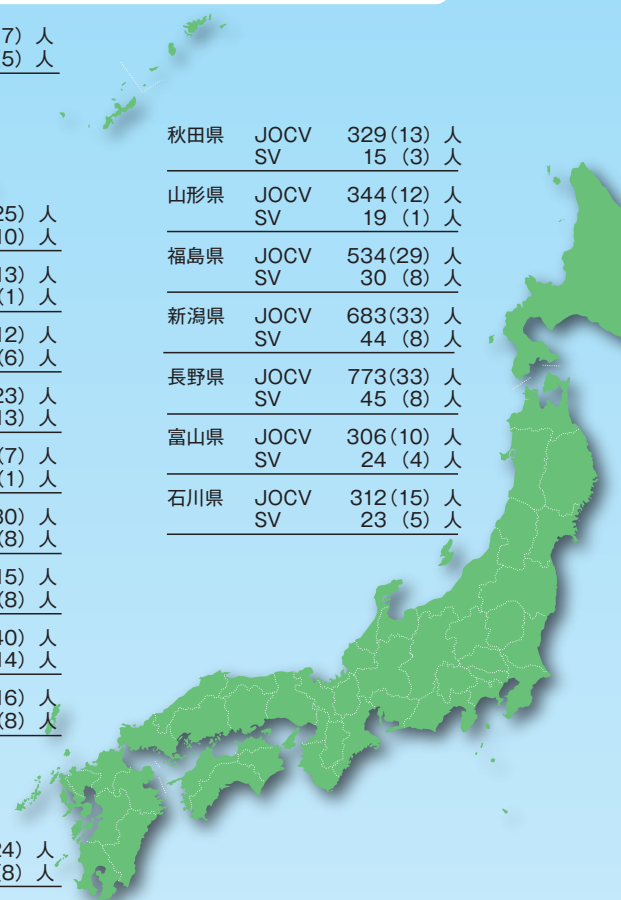 7）人
5）人
秋田県 JOCV 329(13) 人
SV 15 (3) 人
山形県 JOCV 344(12) 人
SV 19 (1) 人
福島県 JOCV 534(29) 人
SV 30 (8) 人
新潟県 JOCV 683(33) 人
SV 44 (8) 人
長野県 JOCV 773(33) 人
SV 45 (8) 人
富山県 JOCV 306(10) 人
SV 24 (4) 人
石川県 JOCV 312(15) 人
SV 23 (5) 人
25）人
10）人
13）人
(1）人
12）人
(6）人
23）人
13）人
(7）人
(1）人
30）人
(8）人
15）人
(8）人
40）人
14）人
16）人
(8）人
24）人
(8）人